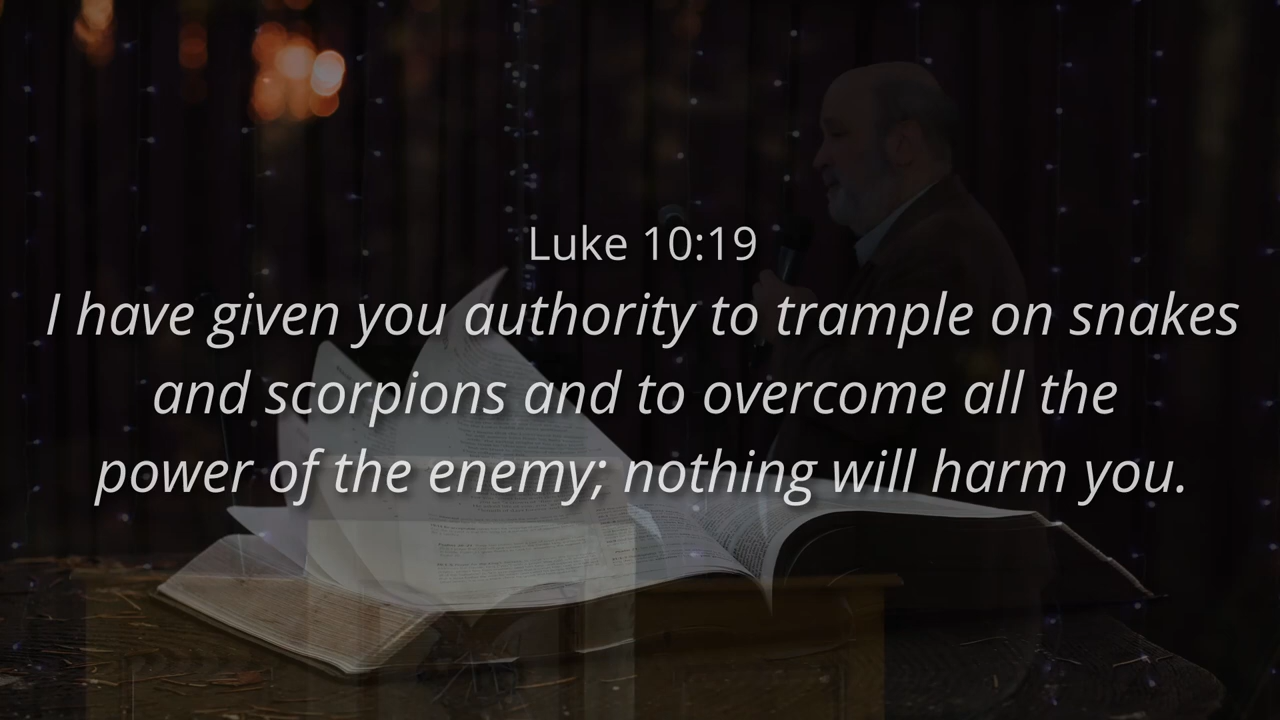 Luke 10:19
I have given you authority to trample on snakes
and scorpions and to overcome all the
power of the enemy; nothing will harm you.